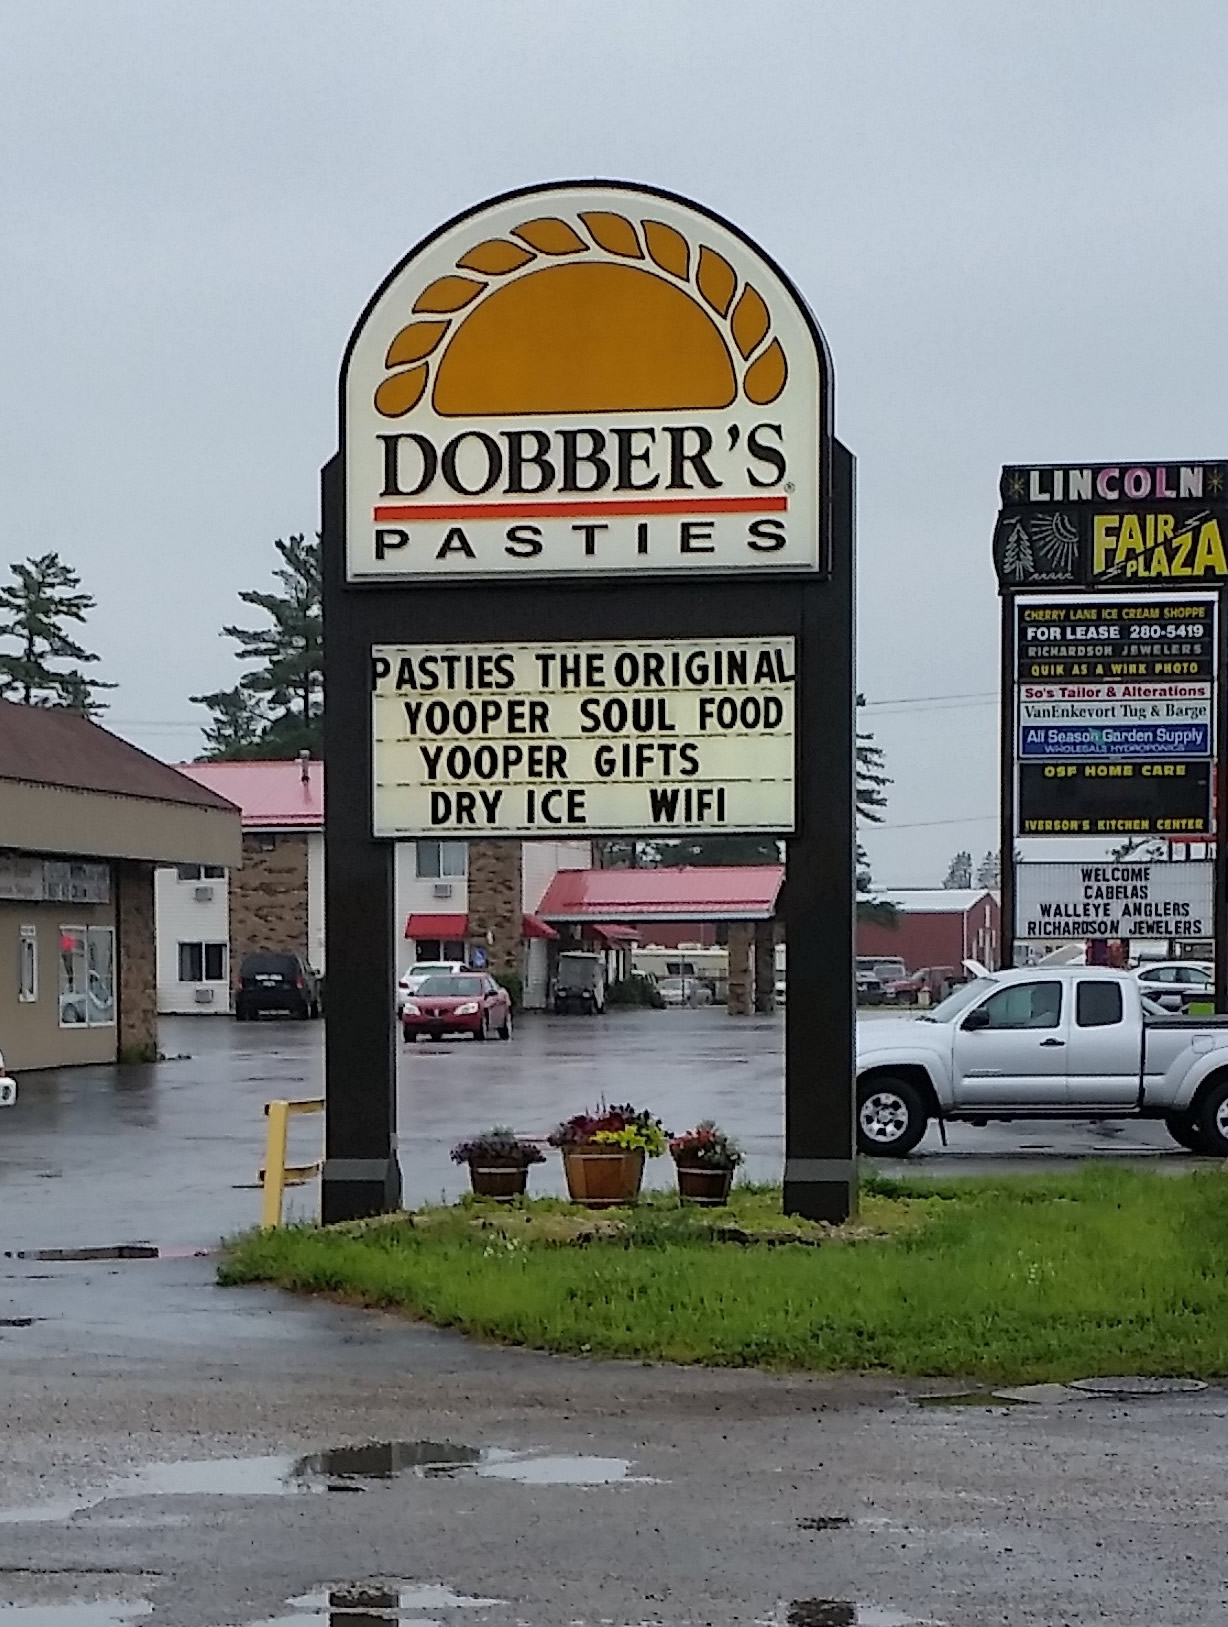 DOBBER'S®
PASTIES
PASTIES THE ORIGINAL
YOOPER SOUL FOOD
YOOPER GIFTS
DRY ICE WIFI
LINCOLN
FAIR
PLAZA
CHERRY LANE ICE CREAM SHOPPE
FOR LEASE 280-5419
RICHARDSON JEWELERS
QUIK AS A WINK PHOTO
So's Tailor & Alterations
VanEnkevort Tug & Barge
All Season Garden Supply
WHOLESALE HYDROPONICS
OSF HOME CARE
IVERSON'S KITCHEN CENTER
WELCOME
CABELAS
WALLEYE ANGLERS
RICHARDSON JEWELERS